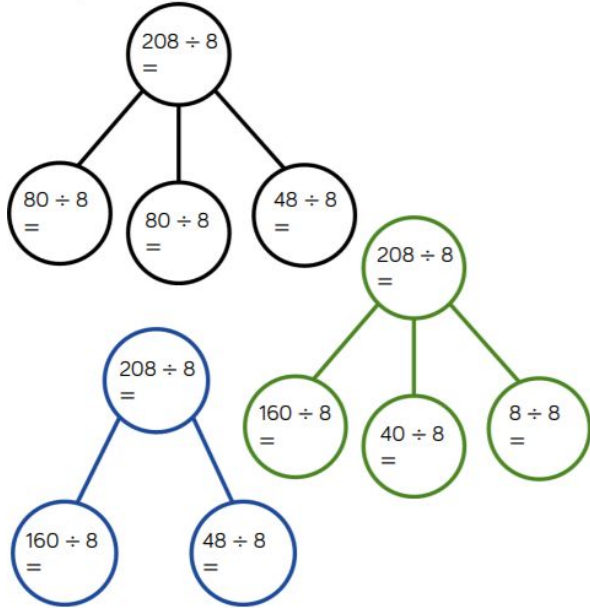 208 ÷ 8
=
80 ÷ 8
=
80 ÷ 8
=
48 ÷ 8
=
208 ÷ 8
=
160 ÷ 8
=
40 ÷ 8
=
8 ÷ 8
=
208 ÷ 8
=
160 ÷ 8
=
48 ÷ 8
=